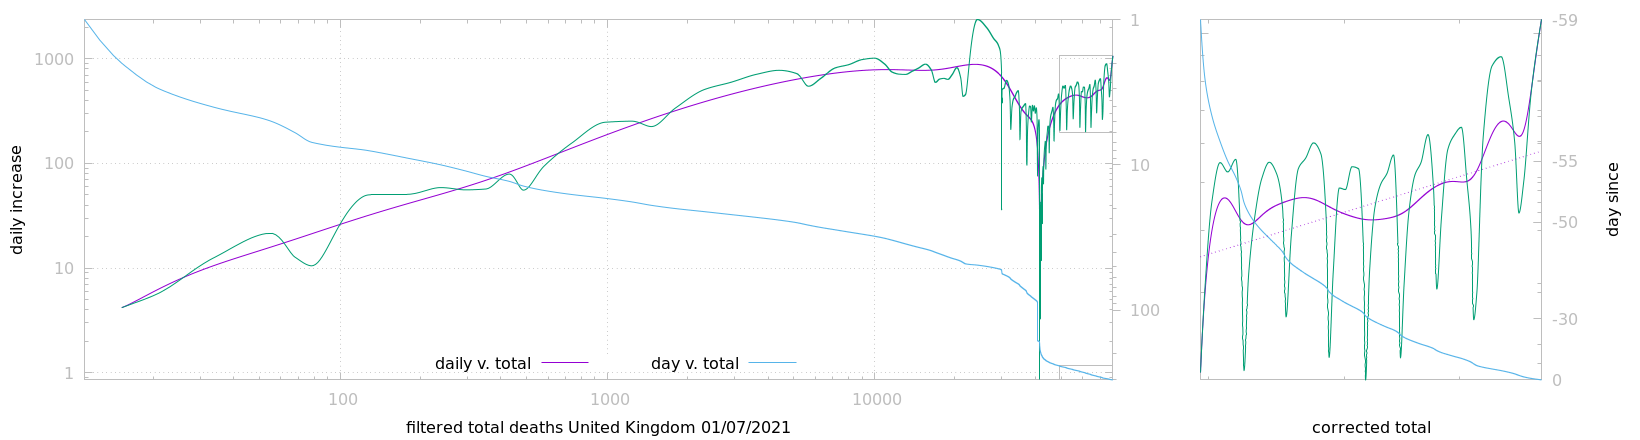 1000
100
10
1
daily increase
100
1000
10000
1
10
100
daily v. total
day v. total
filtered total deaths United Kingdom 01/07/2021
-59
-55
-50
-30
0
day since
corrected total